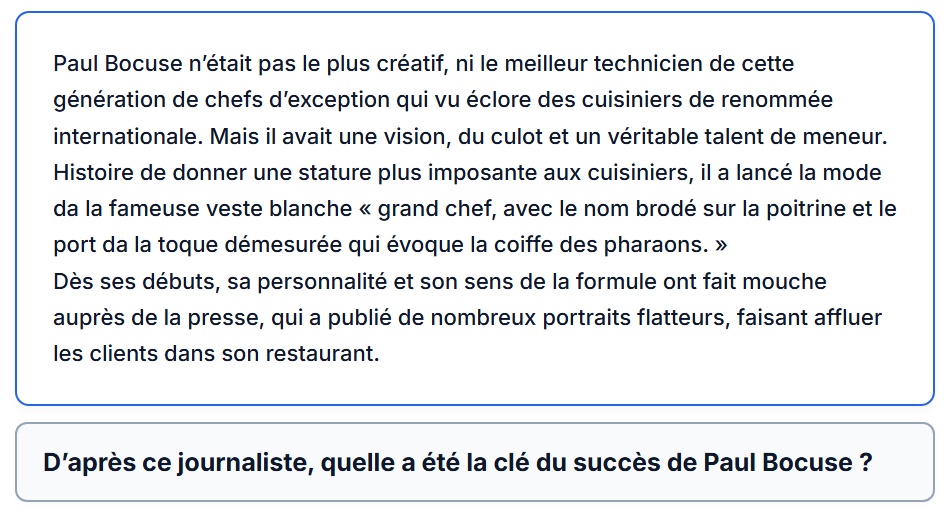 Paul Bocuse n’était pas le plus créatif, ni le meilleur technicien de cette
génération de chefs d’exception qui vu éclore des cuisiniers de renommée
internationale. Mais il avait une vision, du culot et un véritable talent de meneur.
Histoire de donner une stature plus imposante aux cuisiniers, il a lancé la mode
da la fameuse veste blanche « grand chef, avec le nom brodé sur la poitrine et le
port da la toque démesurée qui évoque la coiffe des pharaons. »
Dès ses débuts, sa personnalité et son sens de la formule ont fait mouche
auprès de la presse, qui a publié de nombreux portraits flatteurs, faisant affluer
les clients dans son restaurant.
D’après ce journaliste, quelle a été la clé du succès de Paul Bocuse ?